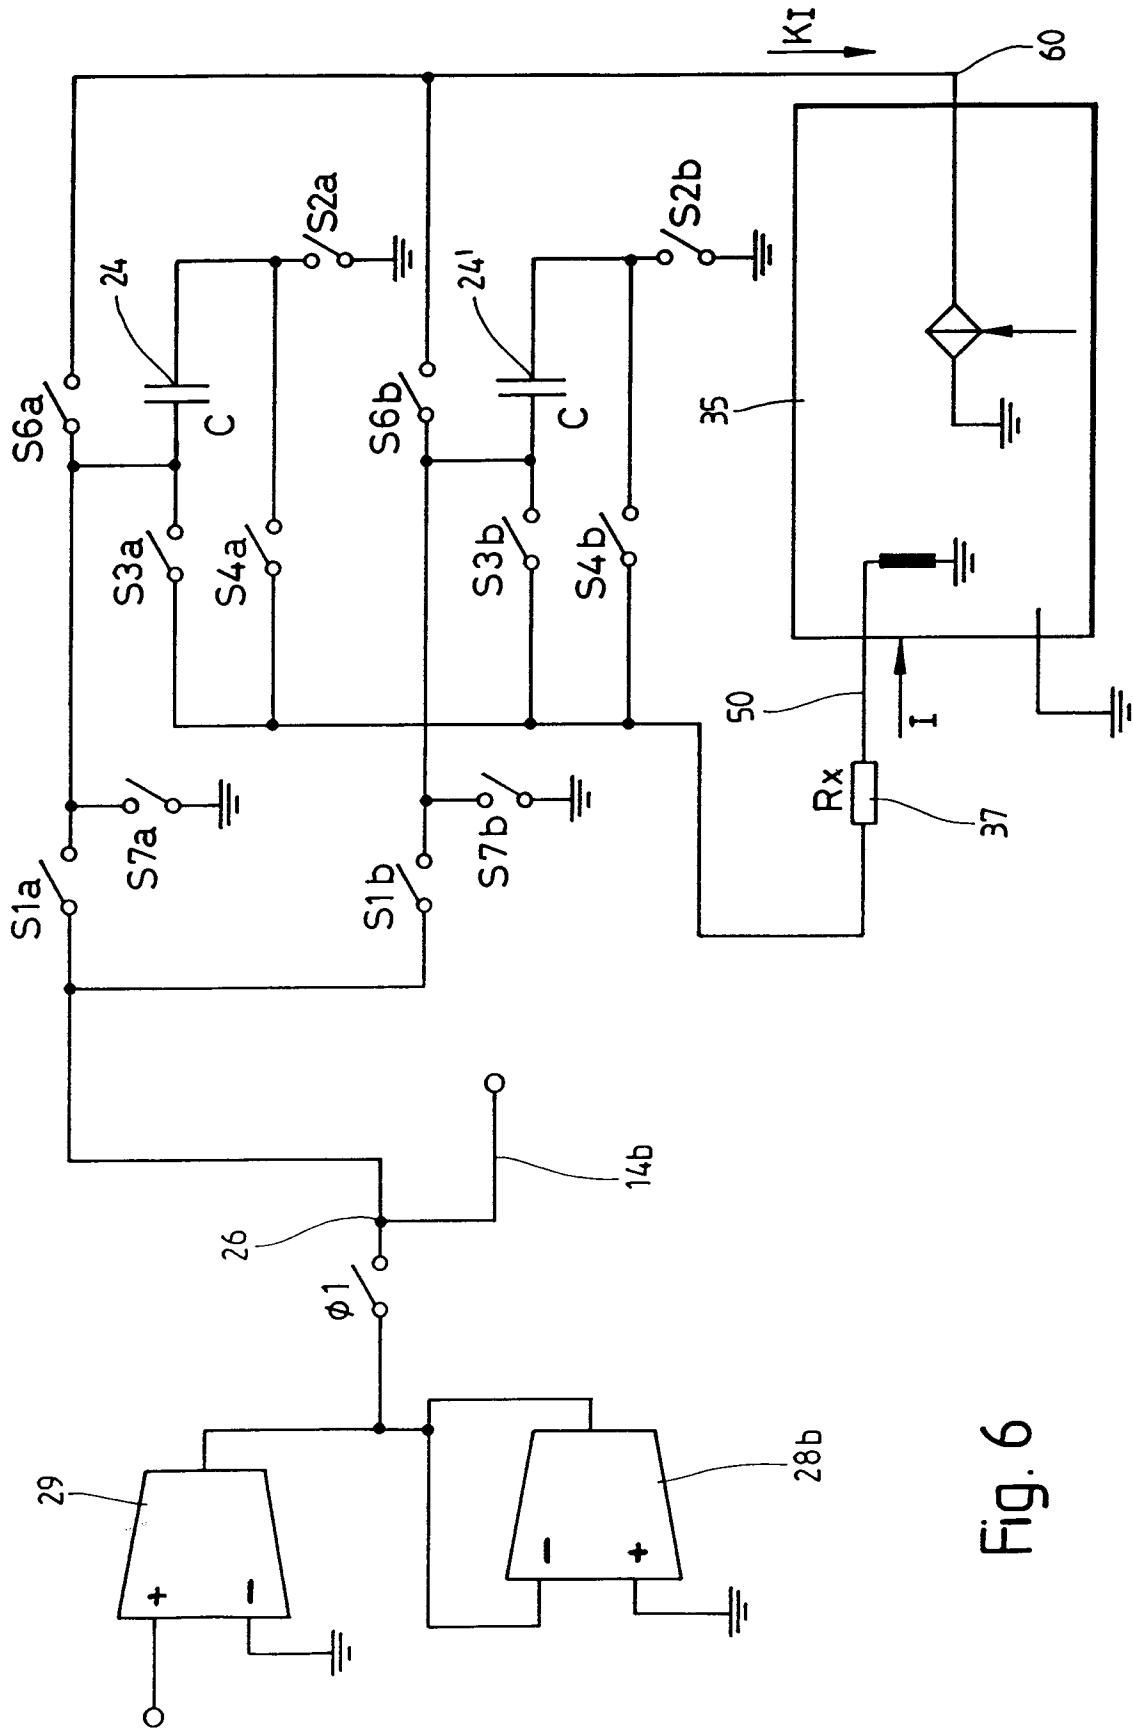 29
+
−
28b
−
+
ϕ1
26
14b
S1a
S7a
S1b
S7b
S3a
S4a
S6a
C
24
S2a
S3b
S4b
S6b
C
24'
S2b
Rx
37
50
I
35
KI
60
Fig. 6